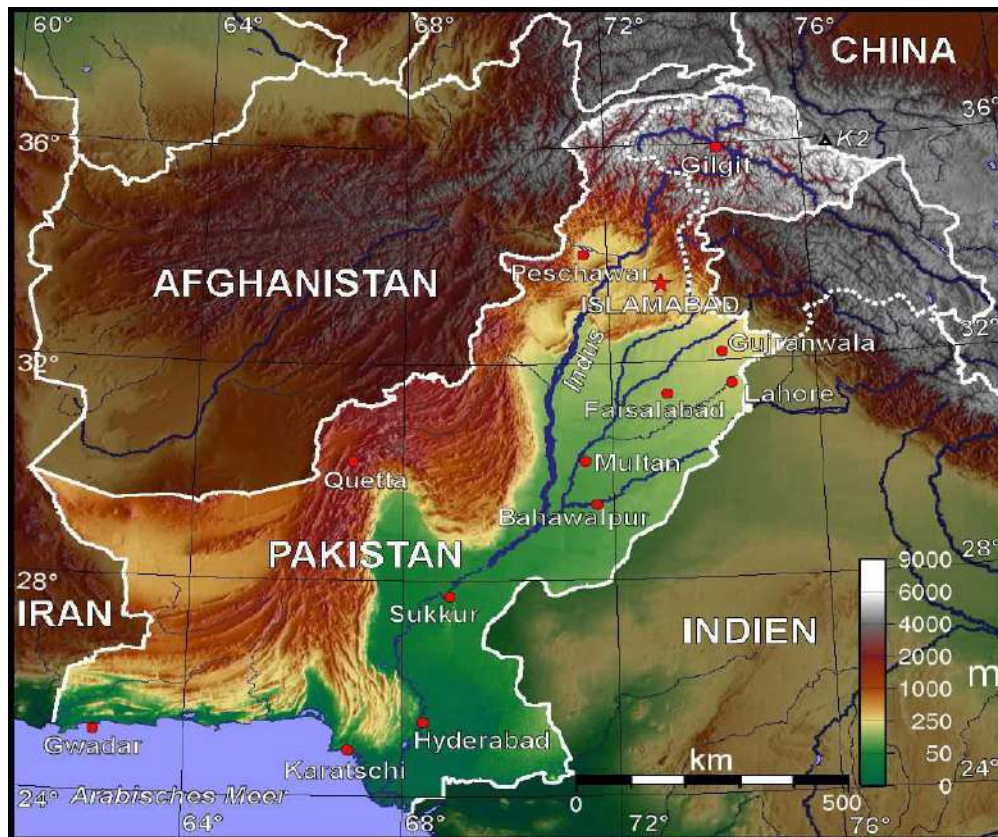 60°
64°
68°
72°
76°
CHINA
36°
36°
K2
Gilgit
AFGHANISTAN
Peschawar
ISLAMABAD
32°
32°
Indus
Gujranwala
Lahore
Faisalabad
Quetta
Multan
Bahawalpur
PAKISTAN
28°
28°
IRAN
Sukkur
INDIEN
9000
6000
4000
2000
1000
250
50
0
m
Gwadar
Karatschi
Hyderabad
km
0
500
24°
24°
Arabisches Meer
64°
68°
72°
76°